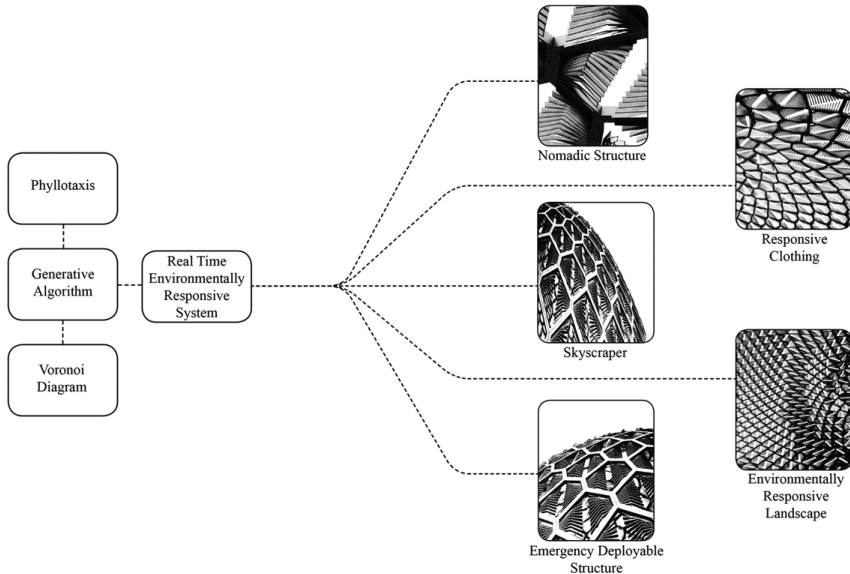 Phyllotaxis
Generative
Algorithm
Voronoi
Diagram
Real Time
Environmentally
Responsive
System
Nomadic Structure
Responsive
Clothing
Skyscraper
Environmentally
Responsive
Landscape
Emergency Deployable
Structure